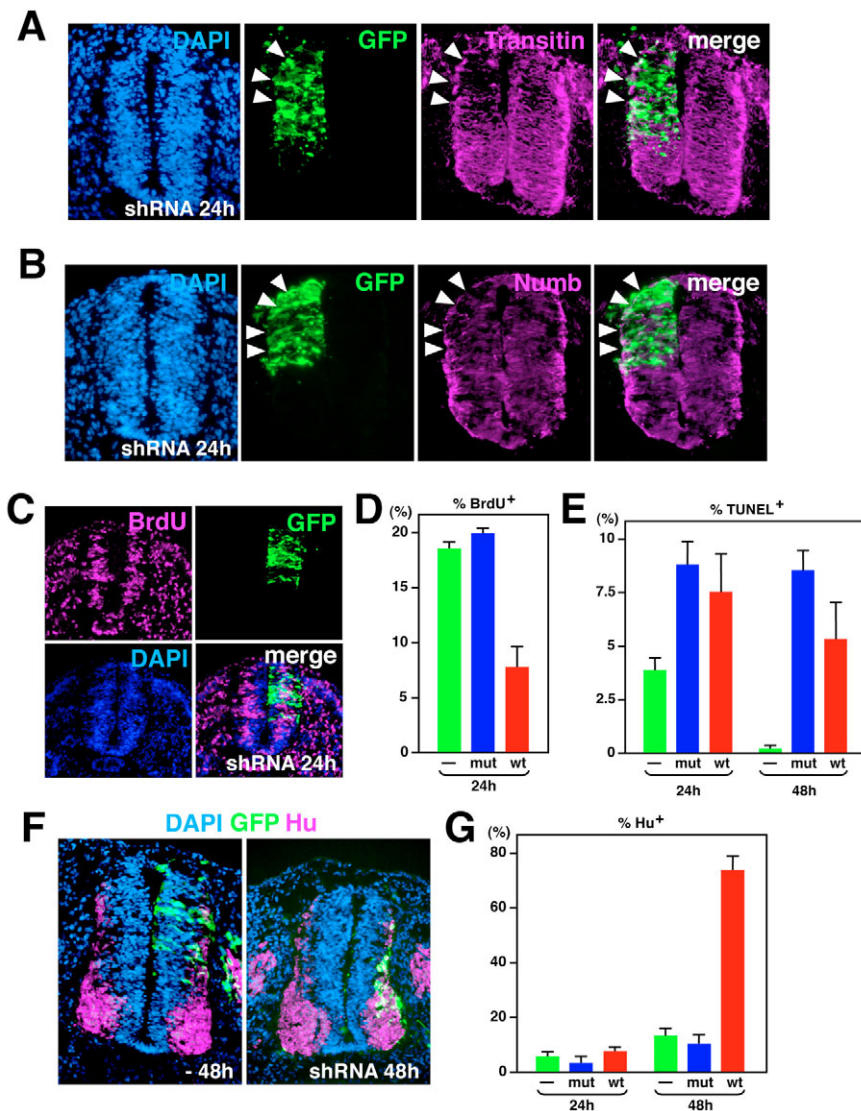 A
DAPI GFP Transitin merge
shRNA 24h
B
DAPI GFP Numb merge
shRNA 24h
C
BrdU GFP
DAPI merge
shRNA 24h
D
% BrdU+
(%)
20
15
10
5
0
— mut wt
24h
E
% TUNEL+
(%)
10
7.5
5
2.5
0
— mut wt — mut wt
24h 48h
F
DAPI GFP Hu
- 48h shRNA 48h
G
% Hu+
(%)
80
60
40
20
0
— mut wt — mut wt
24h 48h